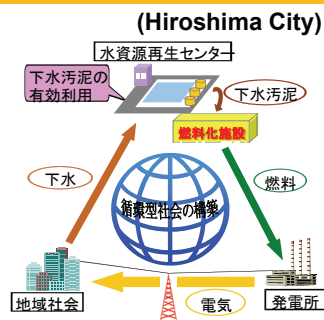 (Hiroshima City)
水資源再生センター
下水汚泥の
有効利用
下水汚泥
燃料化施設
下水
燃料
循環型社会の構築
地域社会
電気
発電所